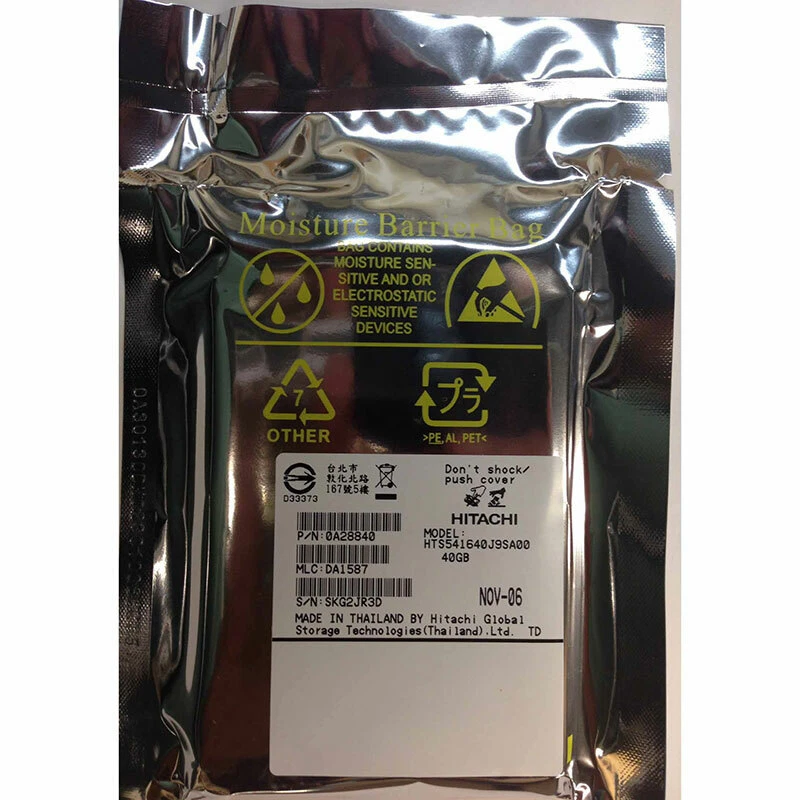 Moisture Barrier Bag
BAG CONTAINS
MOISTURE SEN-
SITIVE AND OR
ELECTROSTATIC
SENSITIVE
DEVICES
7
OTHER
プラ
>PE,AL,PET<
D33373
台北市
敦化北路
167號5樓
Don't shock/
push cover
HITACHI
P/N:0A28840
MODEL:
HTS541640J9SA00
40GB
MLC:DA1587
S/N:SKG2JR3D
NOV-06
MADE IN THAILAND BY Hitachi Global
Storage Technologies(Thailand),Ltd. TD